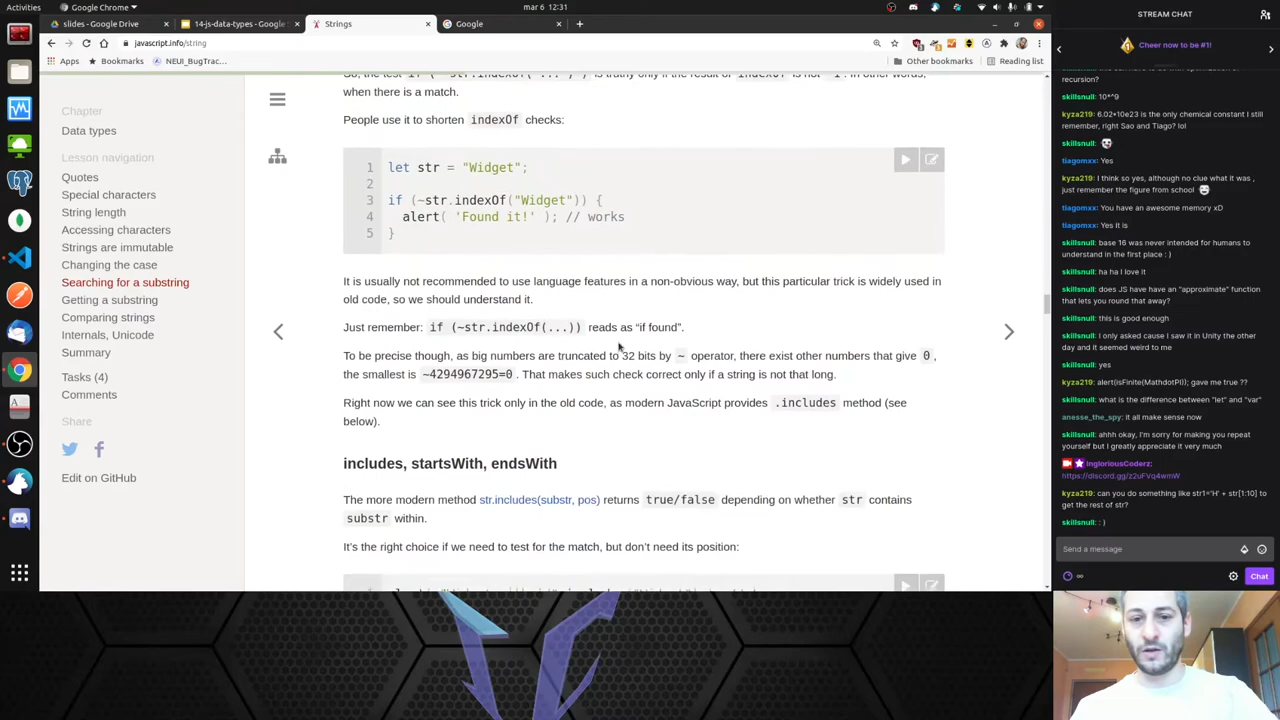 Activities
Google Chrome
mar 6 12:31
slides - Google Drive
14-js-data-types - Google S
Strings
Google
javascript.info/string
Apps
Bookmarks
NEUI_BugTrac...
Other bookmarks
Reading list
Chapter
Data types
Lesson navigation
Quotes
Special characters
String length
Accessing characters
Strings are immutable
Changing the case
Searching for a substring
Getting a substring
Comparing strings
Internals, Unicode
Summary
Tasks (4)
Comments
Share
Edit on GitHub
when there is a match.
People use it to shorten indexOf checks:
1 let str = "Widget";
2
3 if (~str.indexOf("Widget")) {
4 alert( 'Found it!' ); // works
5 }
It is usually not recommended to use language features in a non-obvious way, but this particular trick is widely used in
old code, so we should understand it.
Just remember: if (~str.indexOf(...)) reads as “if found”.
To be precise though, as big numbers are truncated to 32 bits by ~ operator, there exist other numbers that give 0 ,
the smallest is ~4294967295=0 . That makes such check correct only if a string is not that long.
Right now we can see this trick only in the old code, as modern JavaScript provides .includes method (see
below).
includes, startsWith, endsWith
The more modern method str.includes(substr, pos) returns true/false depending on whether str contains
substr within.
It’s the right choice if we need to test for the match, but don’t need its position:
STREAM CHAT
Cheer now to be #1!
recursion?
skillsnull: 10*^9
kyza219: 6.02*10e23 is the only chemical constant I still
remember, right Sao and Tiago? lol
skillsnull:
tiagomxx: Yes
kyza219: I think so yes, although no clue what it was ,
just remember the figure from school
tiagomxx: You have an awesome memory xD
tiagomxx: Yes it is
skillsnull: base 16 was never intended for humans to
understand in the first place : )
skillsnull: ha ha I love it
skillsnull: does JS have have an "approximate" function
that lets you round that away?
skillsnull: this is good enough
skillsnull: I only asked cause I saw it in Unity the other
day and it seemed weird to me
skillsnull: yes
kyza219: alert(isFinite(MathdotPI)); gave me true ??
skillsnull: what is the difference between "let" and "var"
anesse_the_spy: it all make sense now
skillsnull: ahhh okay, I'm sorry for making you repeat
yourself but I greatly appreciate it very much
IngloriousCoderz:
https://discord.gg/z2uFVq4wmW
kyza219: can you do something like str1='H' + str[1:10] to
get the rest of str?
skillsnull: : )
Send a message
Chat